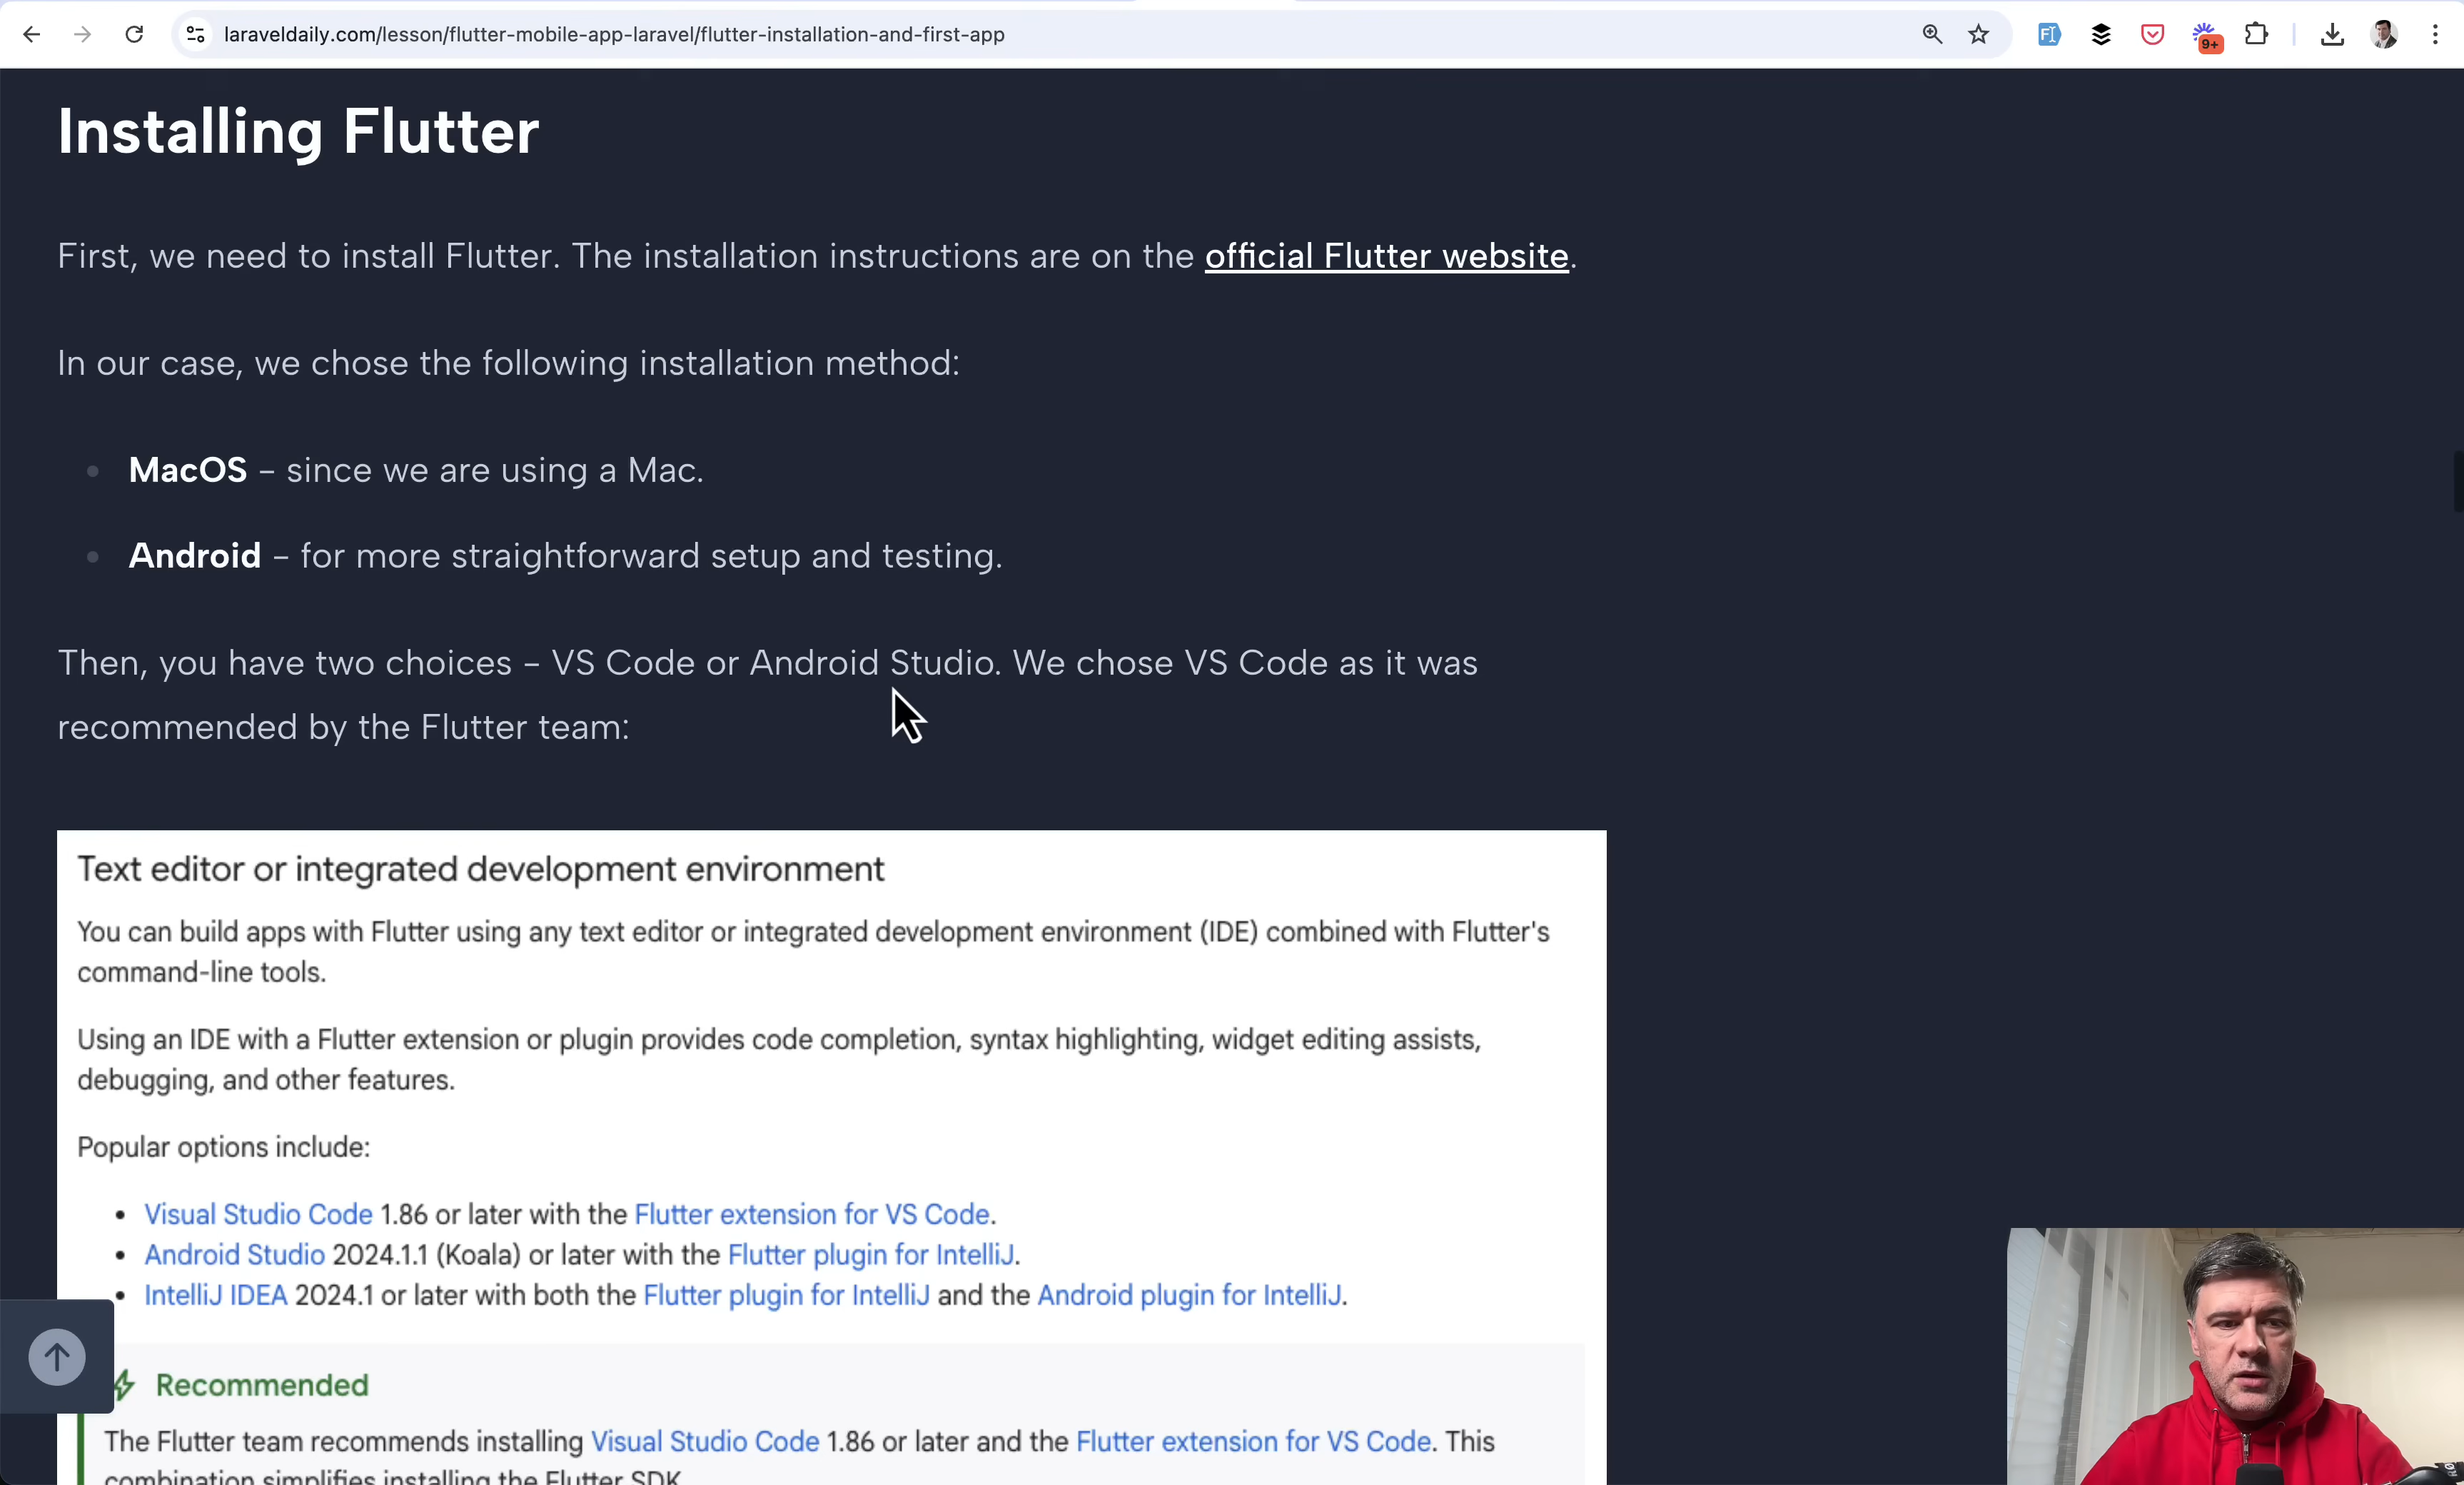 laraveldaily.com/lesson/flutter-mobile-app-laravel/flutter-installation-and-first-app
9+
Installing Flutter
First, we need to install Flutter. The installation instructions are on the official Flutter website.
In our case, we chose the following installation method:
MacOS – since we are using a Mac.
Android – for more straightforward setup and testing.
Then, you have two choices – VS Code or Android Studio. We chose VS Code as it was
recommended by the Flutter team:
Text editor or integrated development environment
You can build apps with Flutter using any text editor or integrated development environment (IDE) combined with Flutter's
command-line tools.
Using an IDE with a Flutter extension or plugin provides code completion, syntax highlighting, widget editing assists,
debugging, and other features.
Popular options include:
Visual Studio Code 1.86 or later with the Flutter extension for VS Code.
Android Studio 2024.1.1 (Koala) or later with the Flutter plugin for IntelliJ.
IntelliJ IDEA 2024.1 or later with both the Flutter plugin for IntelliJ and the Android plugin for IntelliJ.
Recommended
The Flutter team recommends installing Visual Studio Code 1.86 or later and the Flutter extension for VS Code. This
combination simplifies installing the Flutter SDK